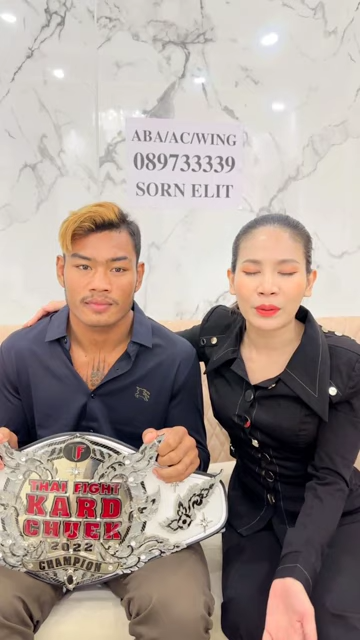 ABA/AC/WING
089733339
SORN ELIT
THAI FIGHT
KARD
CHUEK
2022
CHAMPION